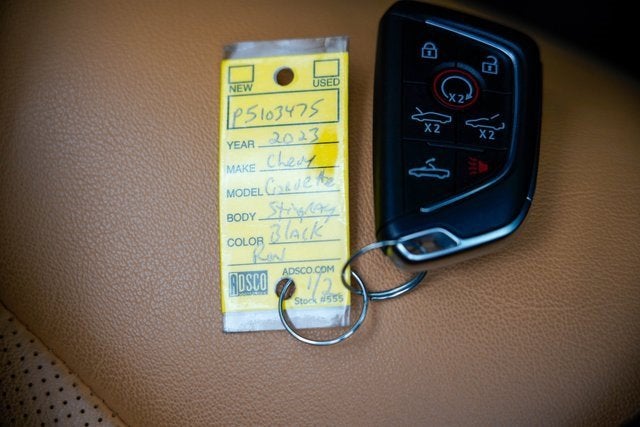 NEW USED
P5103475
YEAR 2023
MAKE Chevy
MODEL Corvette
BODY Stingray
COLOR Black
Run
ADSCO ADSCO.COM
1/2
Stock #555
X2
X2 X2